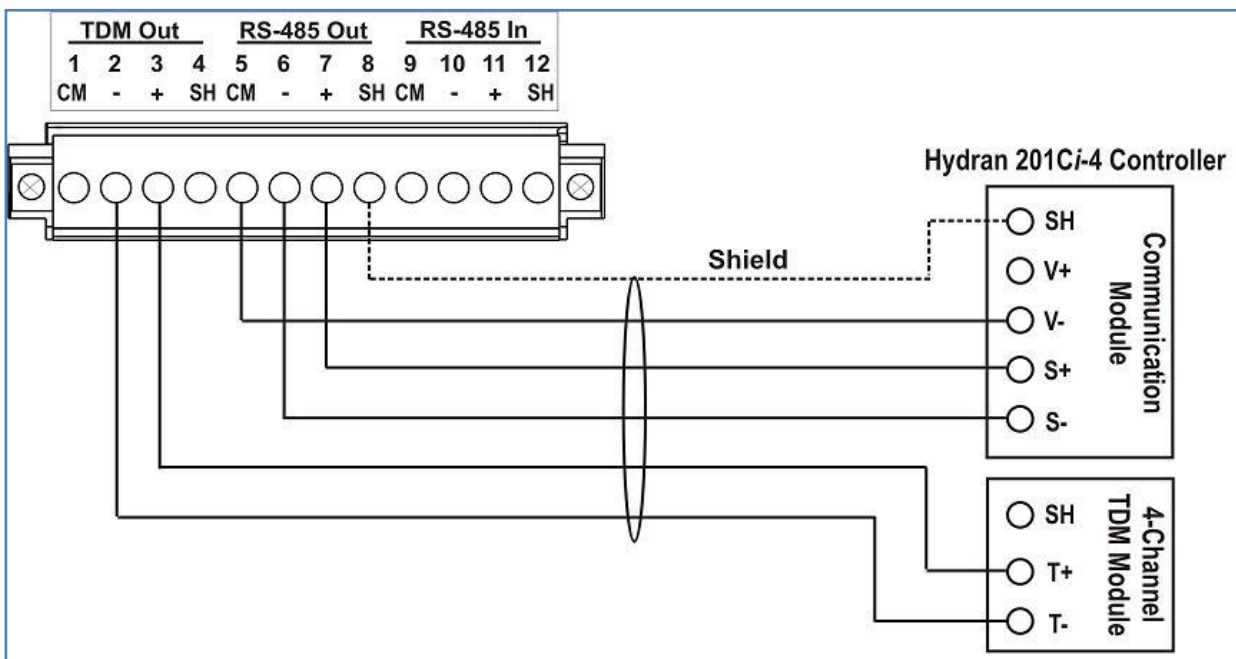 TDM Out RS-485 Out RS-485 In
1 2 3 4 5 6 7 8 9 10 11 12
CM - + SH CM - + SH CM - + SH
Hydran 201Ci-4 Controller
Shield
SH
V+
V-
S+
S-
Communication
Module
SH
T+
T-
4-Channel
TDM Module